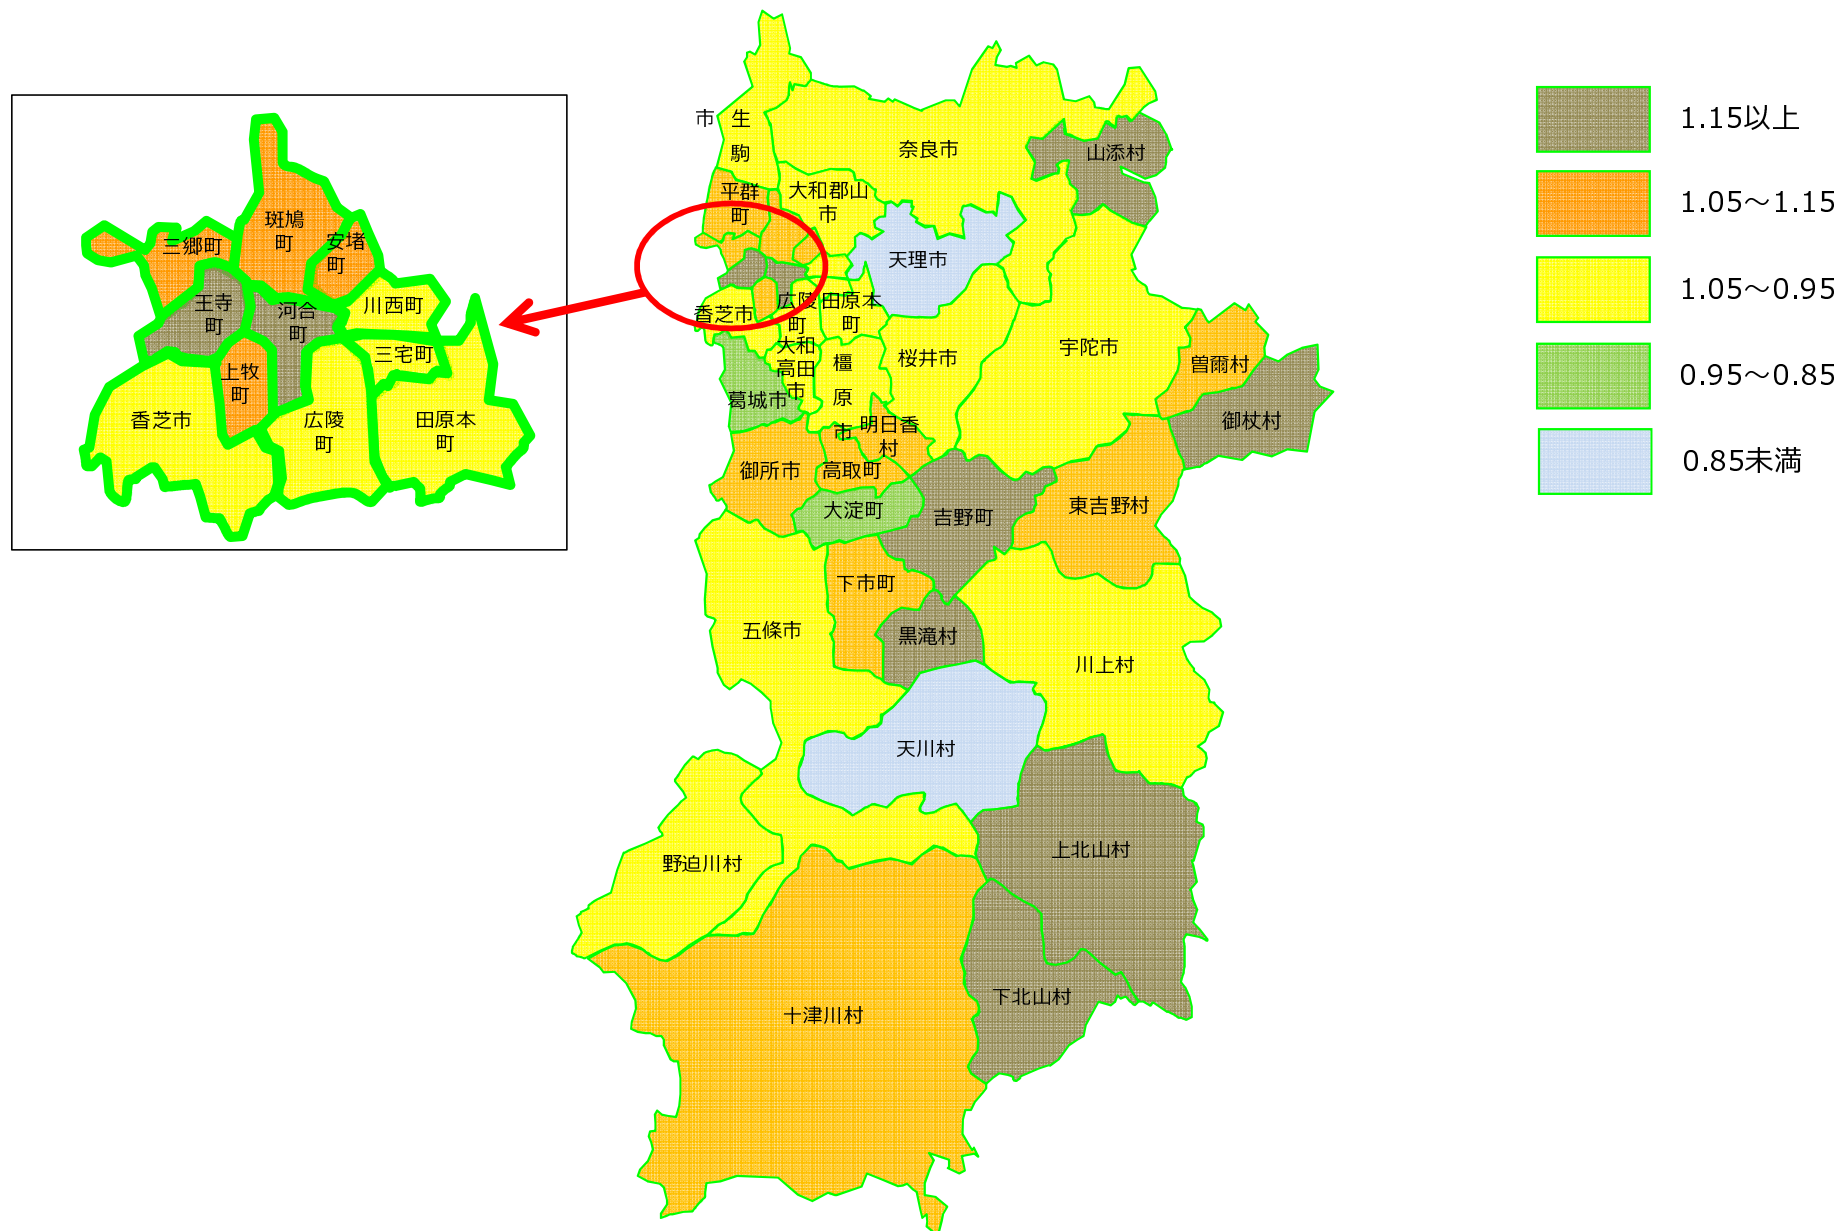 斑鳩
町
三郷町
安堵
町
王寺
町
河合
町
川西町
三宅町
上牧
町
香芝市
広陵
町
田原本
町
市 生
駒
奈良市
山添村
平群
町
大和郡山
市
天理市
香芝市
広陵
町
田原本
町
大和
高田
市
橿
原
市
桜井市
宇陀市
曽爾村
御杖村
葛城市
明日香
村
御所市
高取町
大淀町
吉野町
東吉野村
下市町
五條市
黒滝村
川上村
天川村
上北山村
野迫川村
下北山村
十津川村
1.15以上
1.05～1.15
1.05～0.95
0.95～0.85
0.85未満